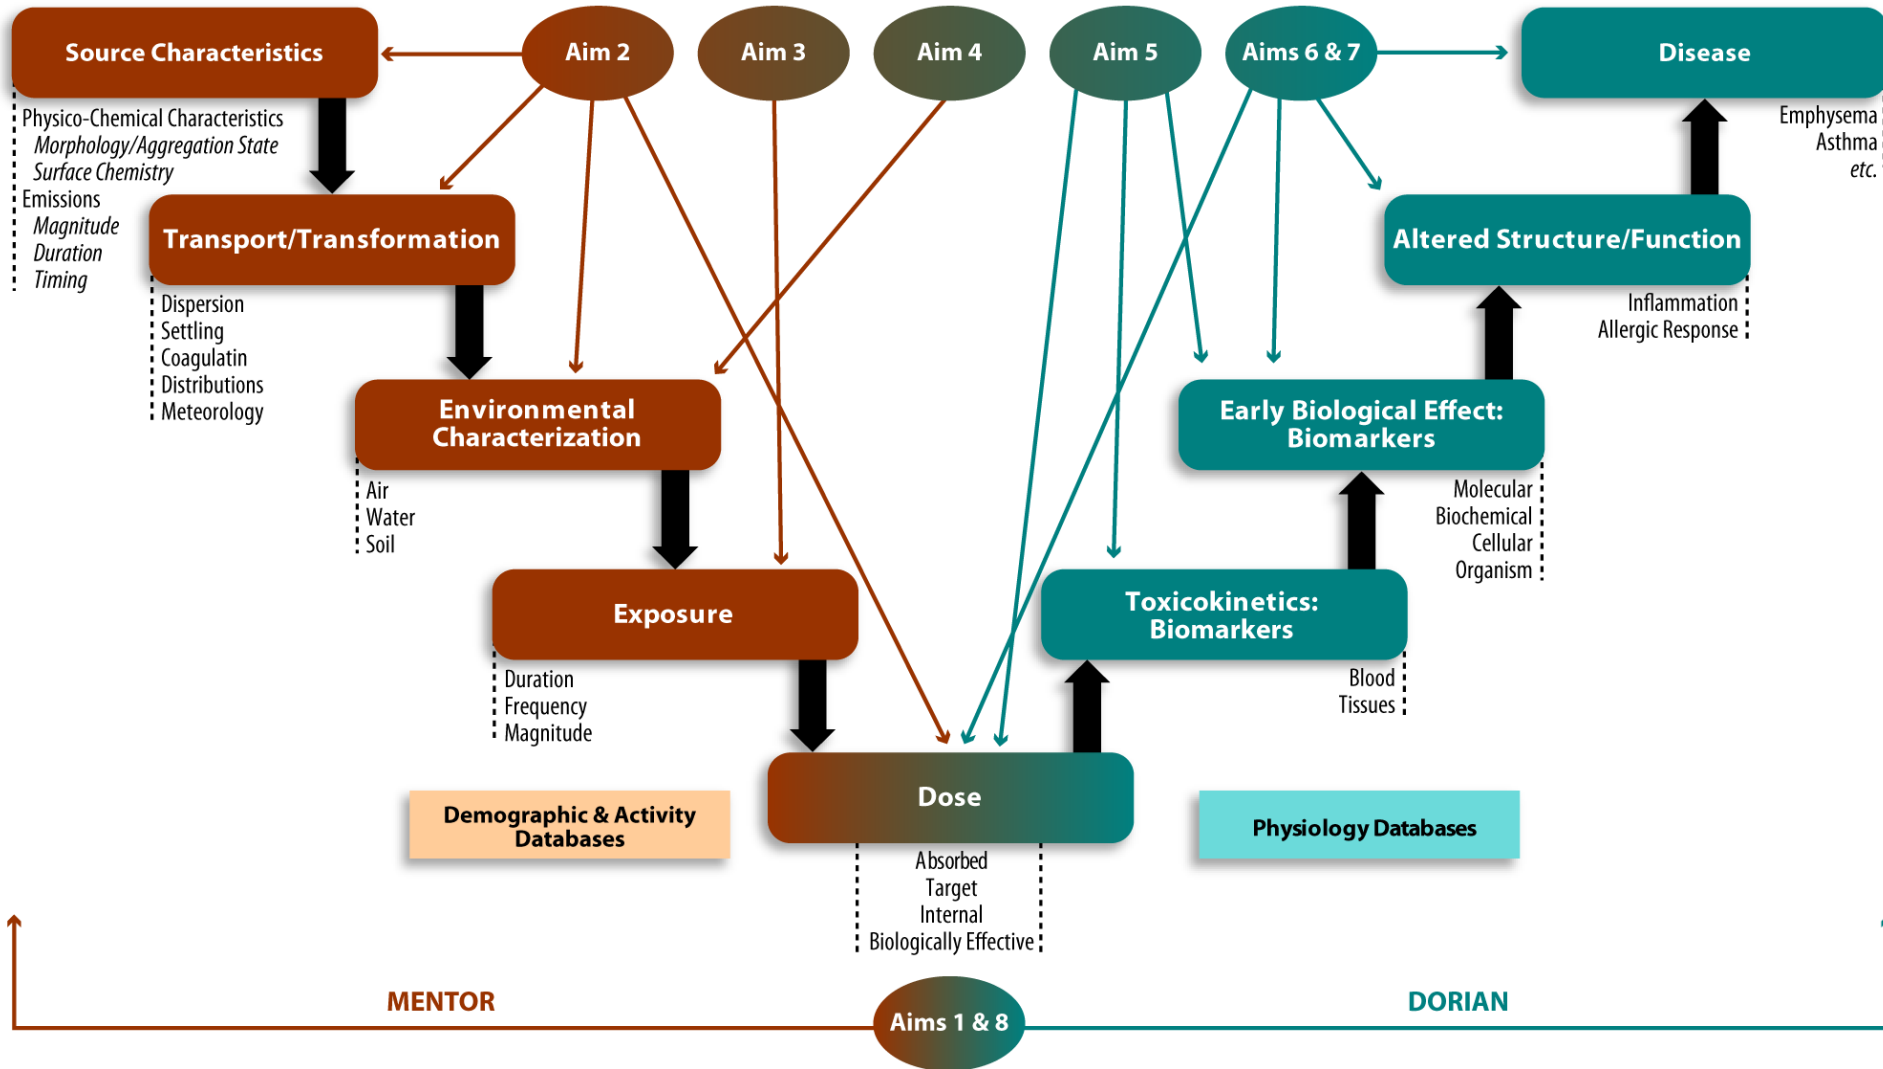 Source Characteristics
Aim 2
Aim 3
Aim 4
Aim 5
Aims 6 & 7
Disease
Physico-Chemical Characteristics
Morphology/Aggregation State
Surface Chemistry
Emissions
Magnitude
Duration
Timing
Emphysema
Asthma
etc.
Transport/Transformation
Altered Structure/Function
Dispersion
Settling
Coagulatin
Distributions
Meteorology
Inflammation
Allergic Response
Environmental
Characterization
Early Biological Effect:
Biomarkers
Air
Water
Soil
Molecular
Biochemical
Cellular
Organism
Exposure
Toxicokinetics:
Biomarkers
Duration
Frequency
Magnitude
Blood
Tissues
Dose
Demographic & Activity
Databases
Physiology Databases
Absorbed
Target
Internal
Biologically Effective
MENTOR
Aims 1 & 8
DORIAN